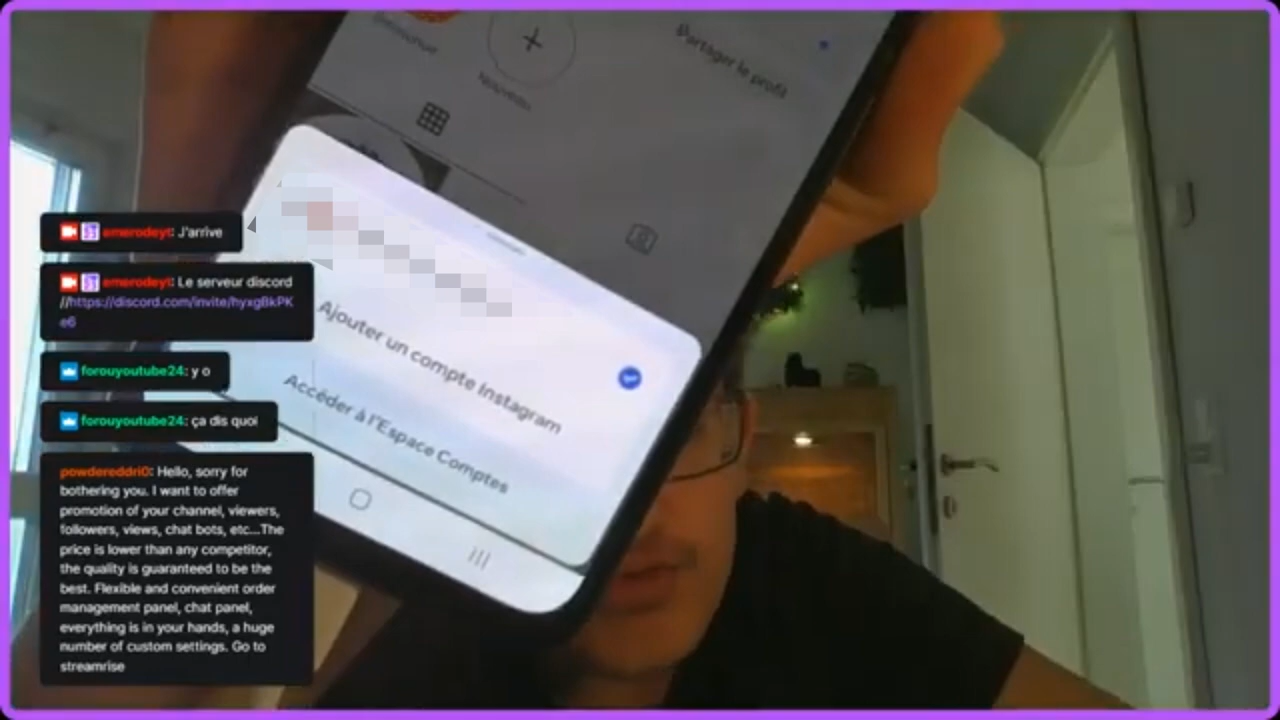 Partager le profil
Nouveau
Ajouter un compte Instagram
Accéder à l'Espace Comptes
amerodeyt: J'arrive
amerodeyt: Le serveur discord
//https://discord.com/invite/hyxgBkPK
e6
forouyoutube24: y o
forouyoutube24: ça dis quoi
powdereddri0: Hello, sorry for
bothering you. I want to offer
promotion of your channel, viewers,
followers, views, chat bots, etc...The
price is lower than any competitor,
the quality is guaranteed to be the
best. Flexible and convenient order
management panel, chat panel,
everything is in your hands, a huge
number of custom settings. Go to
streamrise